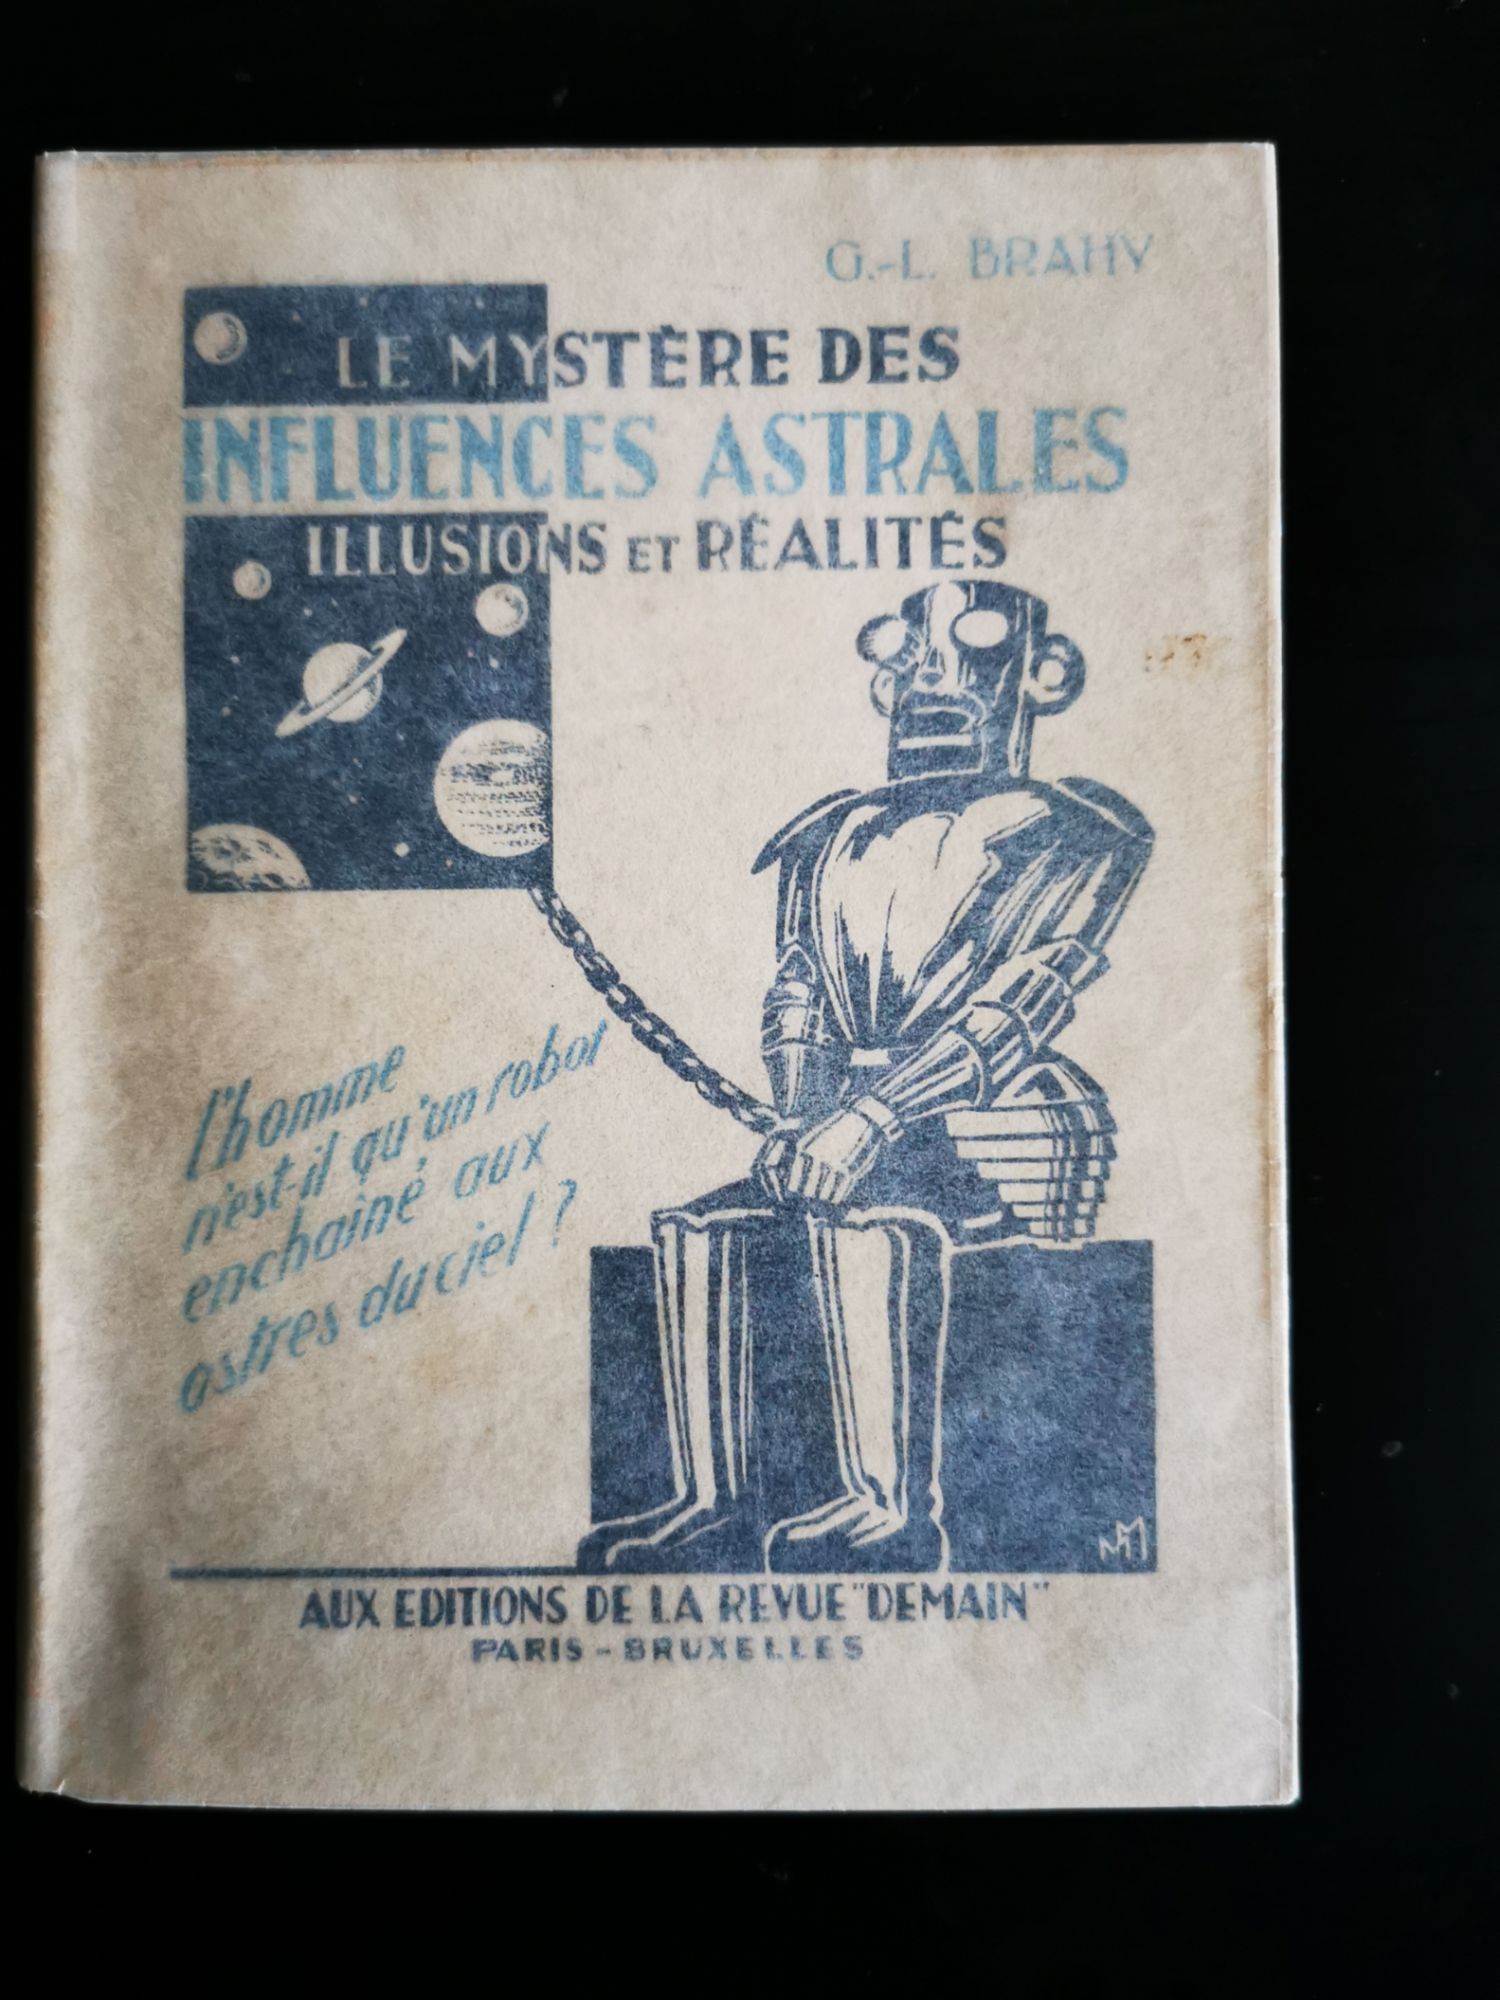 G.-L. BRAHY
LE MYSTÈRE DES
INFLUENCES ASTRALES
ILLUSIONS ET RÉALITÉS
l'homme
n'est-il qu'un robot
enchaîné aux
astres du ciel ?
AUX EDITIONS DE LA REVUE "DEMAIN"
PARIS - BRUXELLES